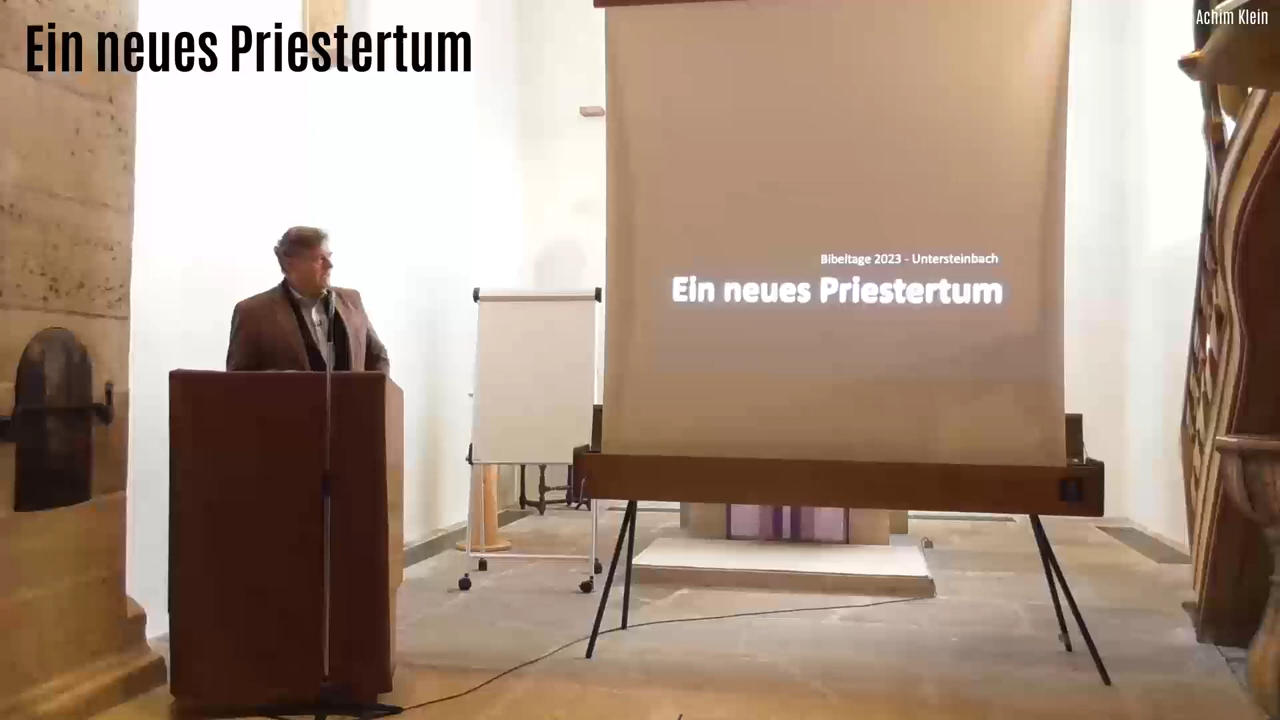 Ein neues Priestertum
Achim Klein
Bibeltage 2023 - Untersteinbach
Ein neues Priestertum